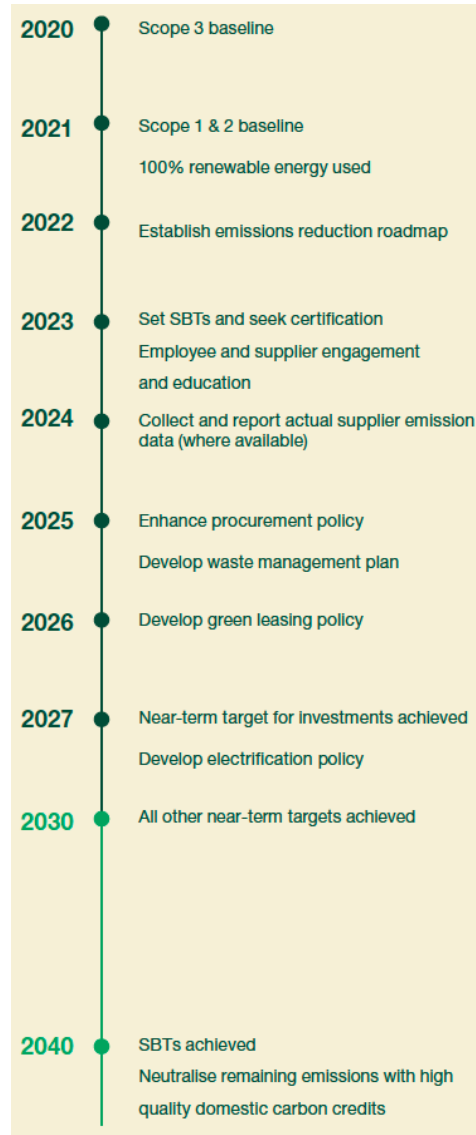 2020
Scope 3 baseline
2021
Scope 1 & 2 baseline
100% renewable energy used
2022
Establish emissions reduction roadmap
2023
Set SBTs and seek certification
Employee and supplier engagement
and education
2024
Collect and report actual supplier emission
data (where available)
2025
Enhance procurement policy
Develop waste management plan
2026
Develop green leasing policy
2027
Near-term target for investments achieved
Develop electrification policy
2030
All other near-term targets achieved
2040
SBTs achieved
Neutralise remaining emissions with high
quality domestic carbon credits